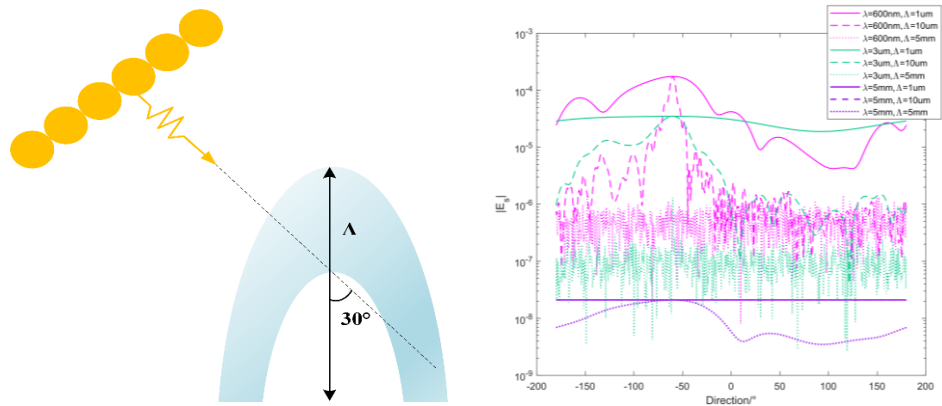 Λ
30°
λ=600nm,Λ=1um
λ=600nm,Λ=10um
λ=600nm,Λ=5mm
λ=3um,Λ=1um
λ=3um,Λ=10um
λ=3um,Λ=5mm
λ=5mm,Λ=1um
λ=5mm,Λ=10um
λ=5mm,Λ=5mm
10⁻³
10⁻⁴
10⁻⁵
10⁻⁶
10⁻⁷
10⁻⁸
10⁻⁹
|Eₛ|
-200 -150 -100 -50 0 50 100 150 200
Direction/°